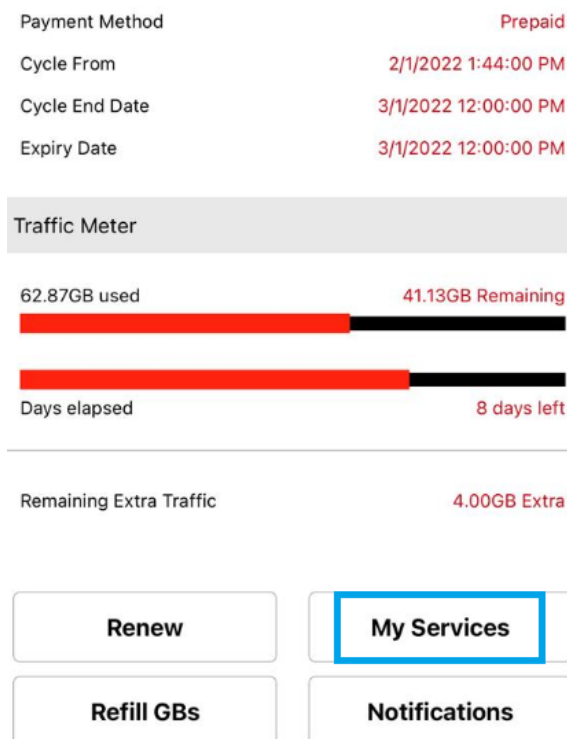 Payment Method Prepaid
Cycle From 2/1/2022 1:44:00 PM
Cycle End Date 3/1/2022 12:00:00 PM
Expiry Date 3/1/2022 12:00:00 PM
Traffic Meter
62.87GB used 41.13GB Remaining
Days elapsed 8 days left
Remaining Extra Traffic 4.00GB Extra
Renew My Services
Refill GBs Notifications